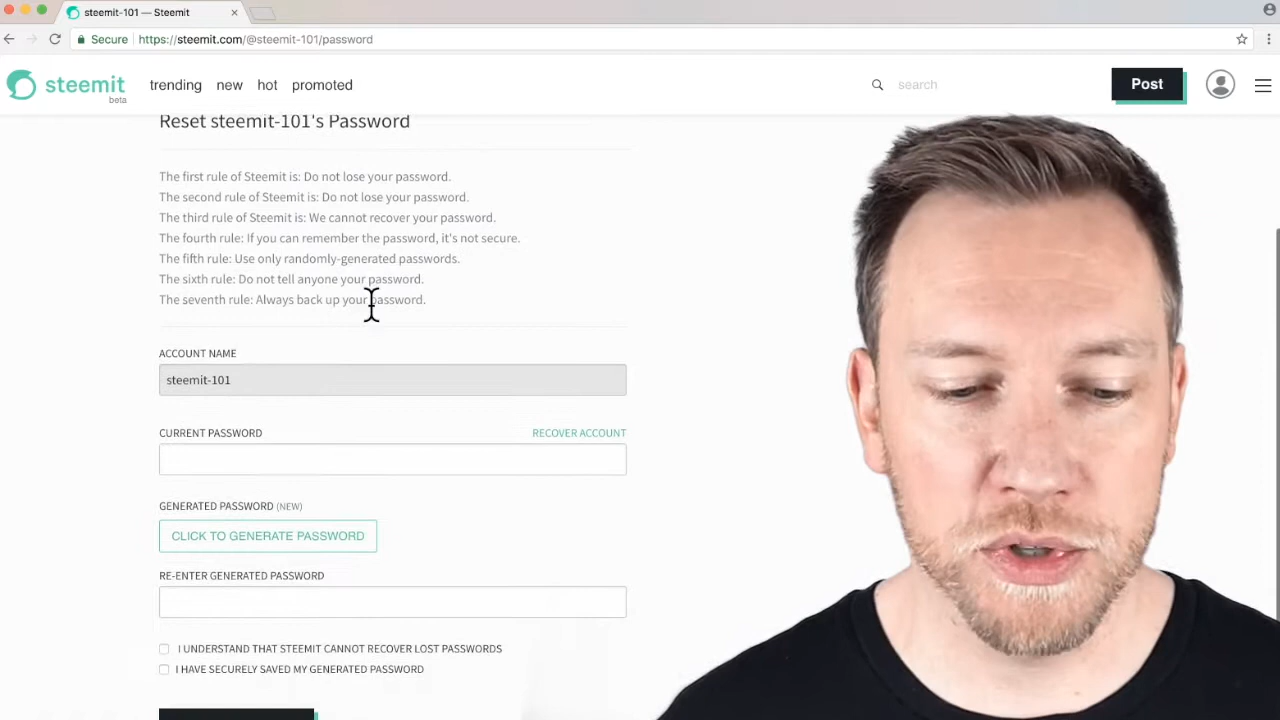 steemit-101 — Steemit
Secure https://steemit.com/@steemit-101/password
steemit
beta
trending new hot promoted
search
Post
Reset steemit-101's Password
The first rule of Steemit is: Do not lose your password.
The second rule of Steemit is: Do not lose your password.
The third rule of Steemit is: We cannot recover your password.
The fourth rule: If you can remember the password, it's not secure.
The fifth rule: Use only randomly-generated passwords.
The sixth rule: Do not tell anyone your password.
The seventh rule: Always back up your password.
ACCOUNT NAME
steemit-101
CURRENT PASSWORD
RECOVER ACCOUNT
GENERATED PASSWORD (NEW)
CLICK TO GENERATE PASSWORD
RE-ENTER GENERATED PASSWORD
I UNDERSTAND THAT STEEMIT CANNOT RECOVER LOST PASSWORDS
I HAVE SECURELY SAVED MY GENERATED PASSWORD